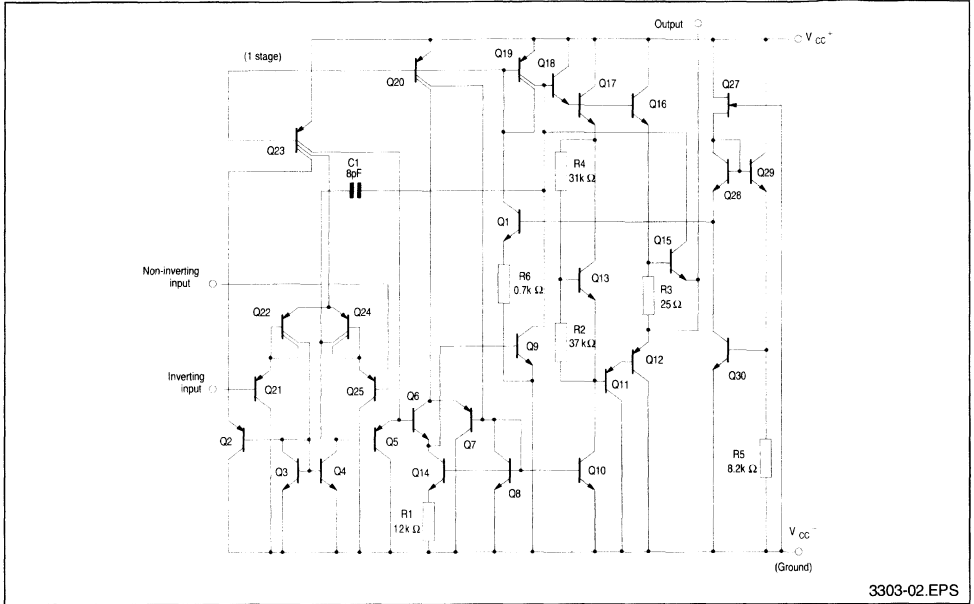 Output
V CC+
(1 stage)
Q19
Q18
Q20
Q17
Q16
Q27
Q23
C1
8pF
R4
31k Ω
Q28
Q29
Q1
Q15
Non-inverting
input
R6
0.7k Ω
Q13
R3
25 Ω
Q22
Q24
R2
37k Ω
Q9
Q12
Inverting
input
Q21
Q25
Q11
Q30
Q6
Q2
Q5
Q7
Q3
Q4
Q14
Q8
Q10
R5
8.2k Ω
R1
12k Ω
V CC−
(Ground)
3303-02.EPS